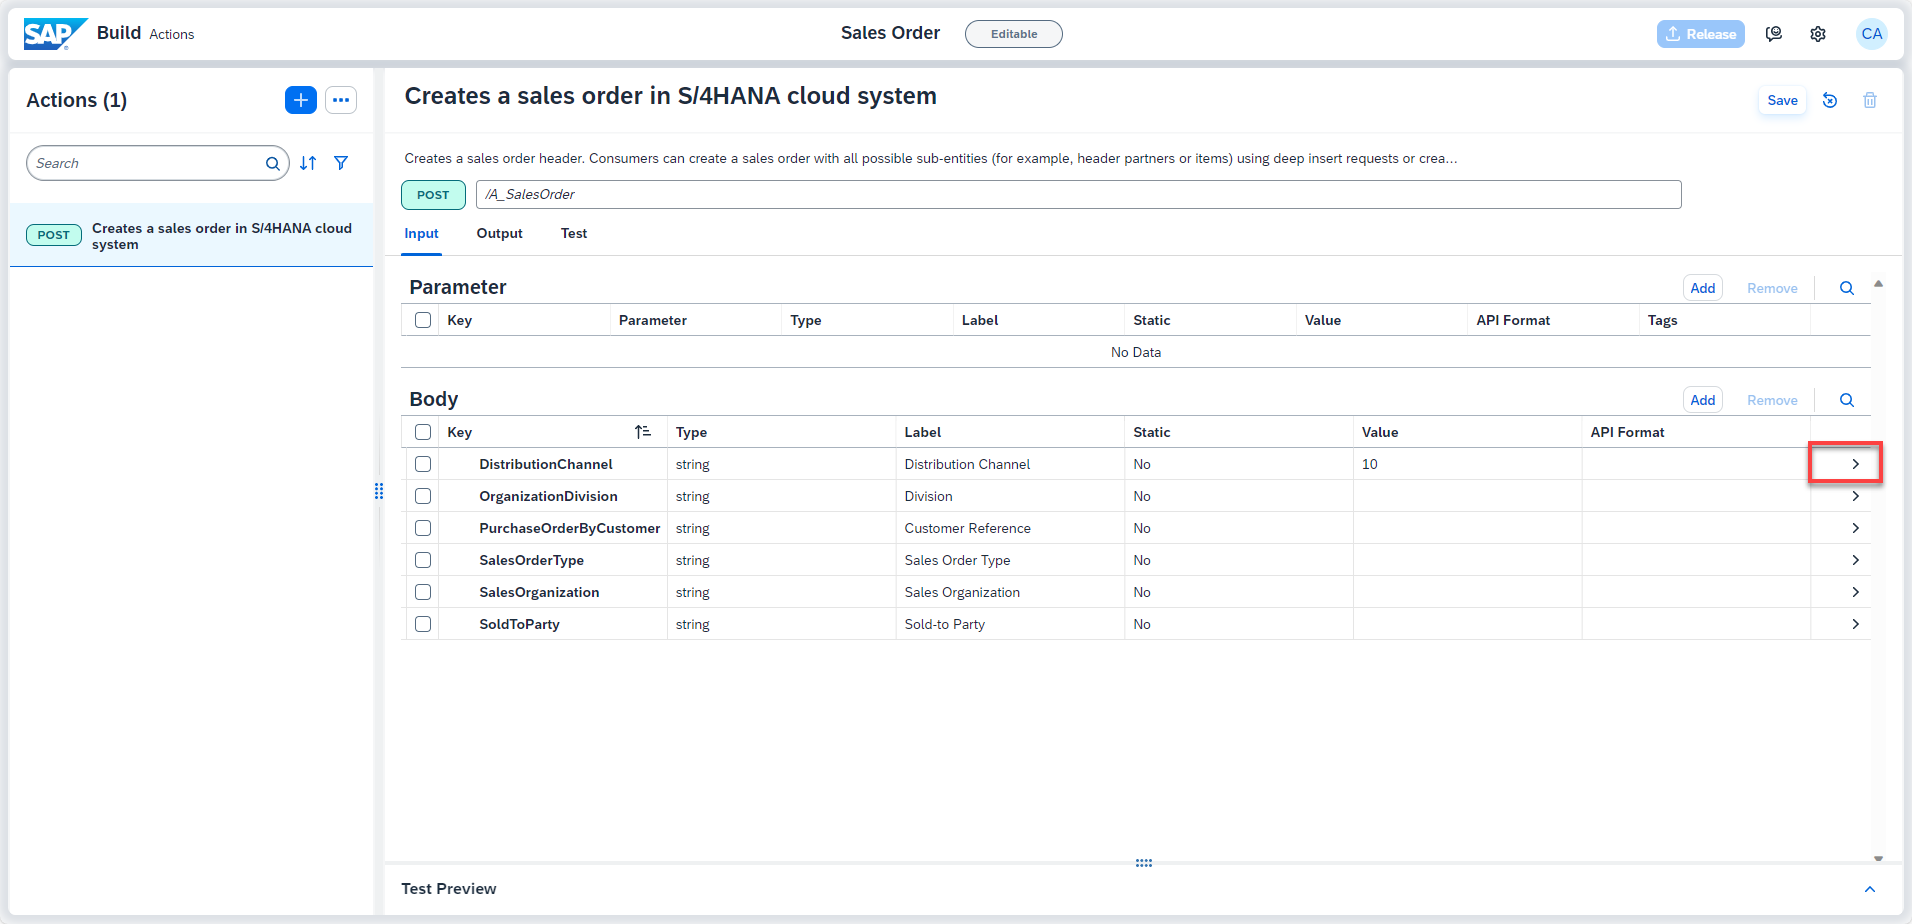 SAP Build Actions
Sales Order Editable
Release CA
Actions (1)
Search
POST Creates a sales order in S/4HANA cloud system
Creates a sales order in S/4HANA cloud system
Save
Creates a sales order header. Consumers can create a sales order with all possible sub-entities (for example, header partners or items) using deep insert requests or crea...
POST /A_SalesOrder
Input Output Test
Parameter Add Remove
Key Parameter Type Label Static Value API Format Tags
No Data
Body Add Remove
Key Type Label Static Value API Format
DistributionChannel string Distribution Channel No 10
OrganizationDivision string Division No
PurchaseOrderByCustomer string Customer Reference No
SalesOrderType string Sales Order Type No
SalesOrganization string Sales Organization No
SoldToParty string Sold-to Party No
Test Preview